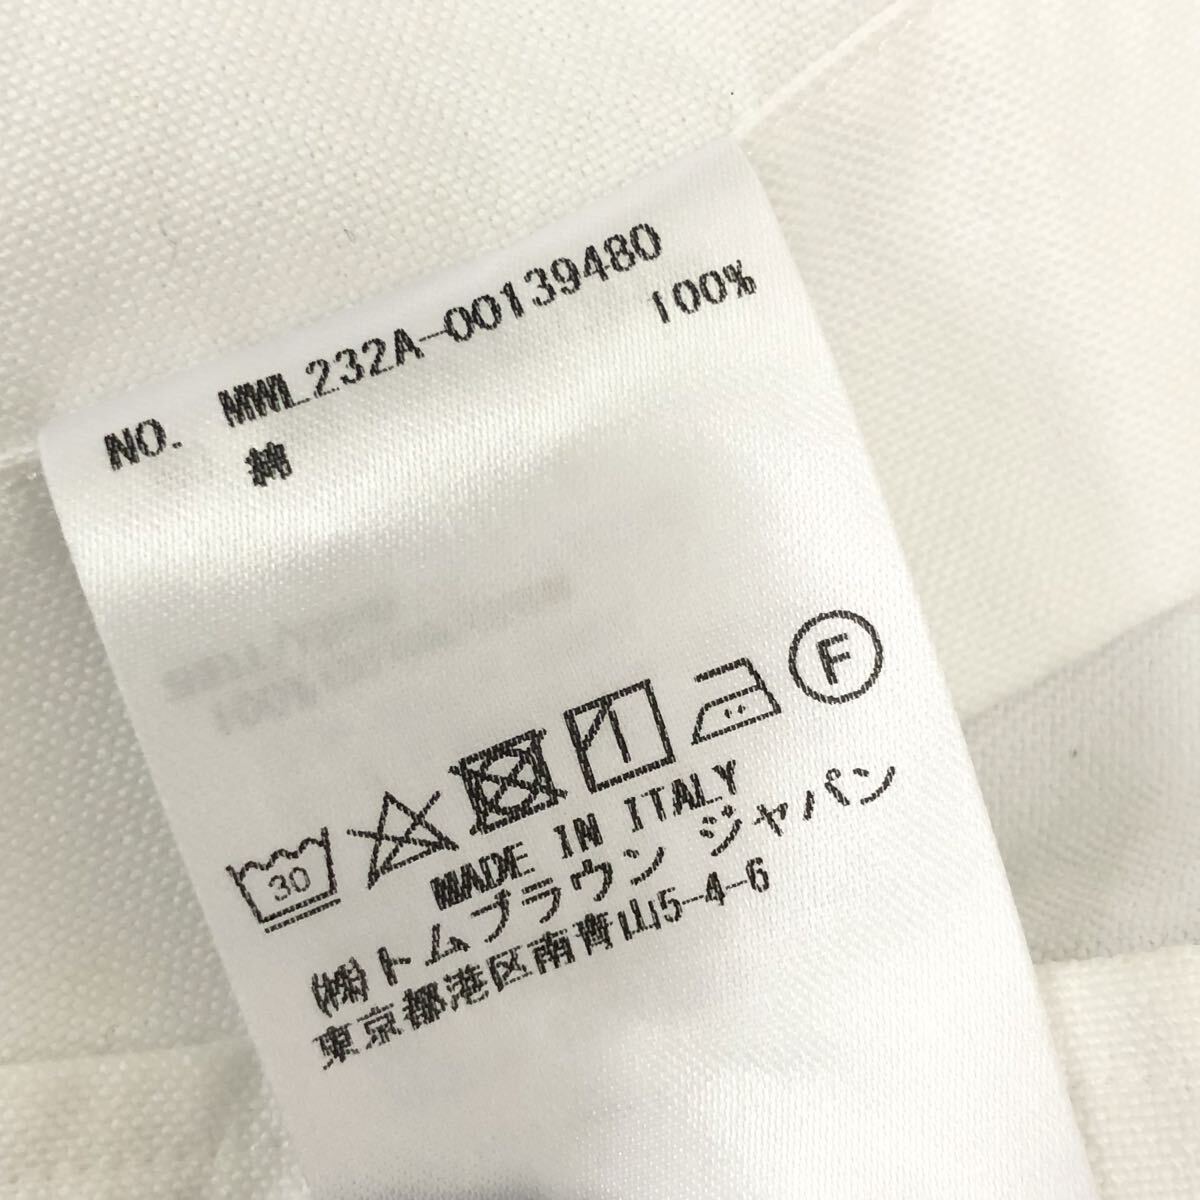 NO. MWL232A-00139480
綿 100%
30
F
MADE IN ITALY
(株)トムブラウン ジャパン
東京都港区南青山5-4-6